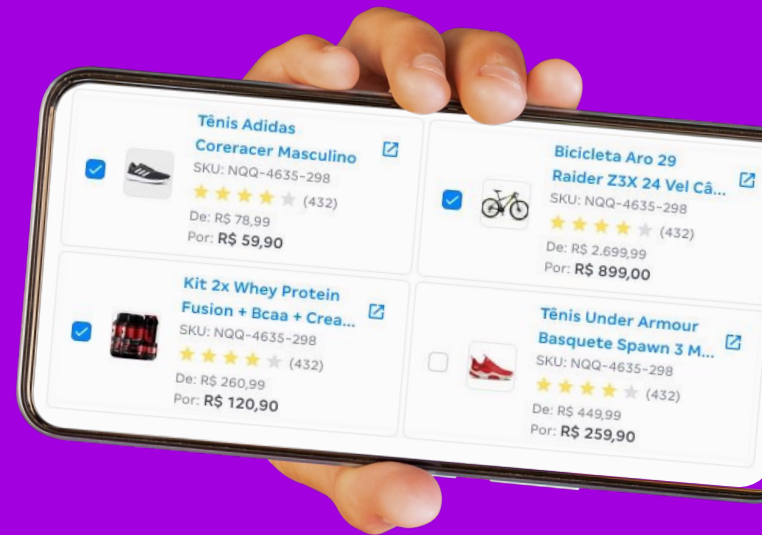 Tênis Adidas
Coreracer Masculino
SKU: NQQ-4635-298
(432)
De: R$ 78,99
Por: R$ 59,90
Bicicleta Aro 29
Raider Z3X 24 Vel Câ...
SKU: NQQ-4635-298
(432)
De: R$ 2.699,99
Por: R$ 899,00
Kit 2x Whey Protein
Fusion + Bcaa + Crea...
SKU: NQQ-4635-298
(432)
De: R$ 260,99
Por: R$ 120,90
Tênis Under Armour
Basquete Spawn 3 M...
SKU: NQQ-4635-298
(432)
De: R$ 449,99
Por: R$ 259,90